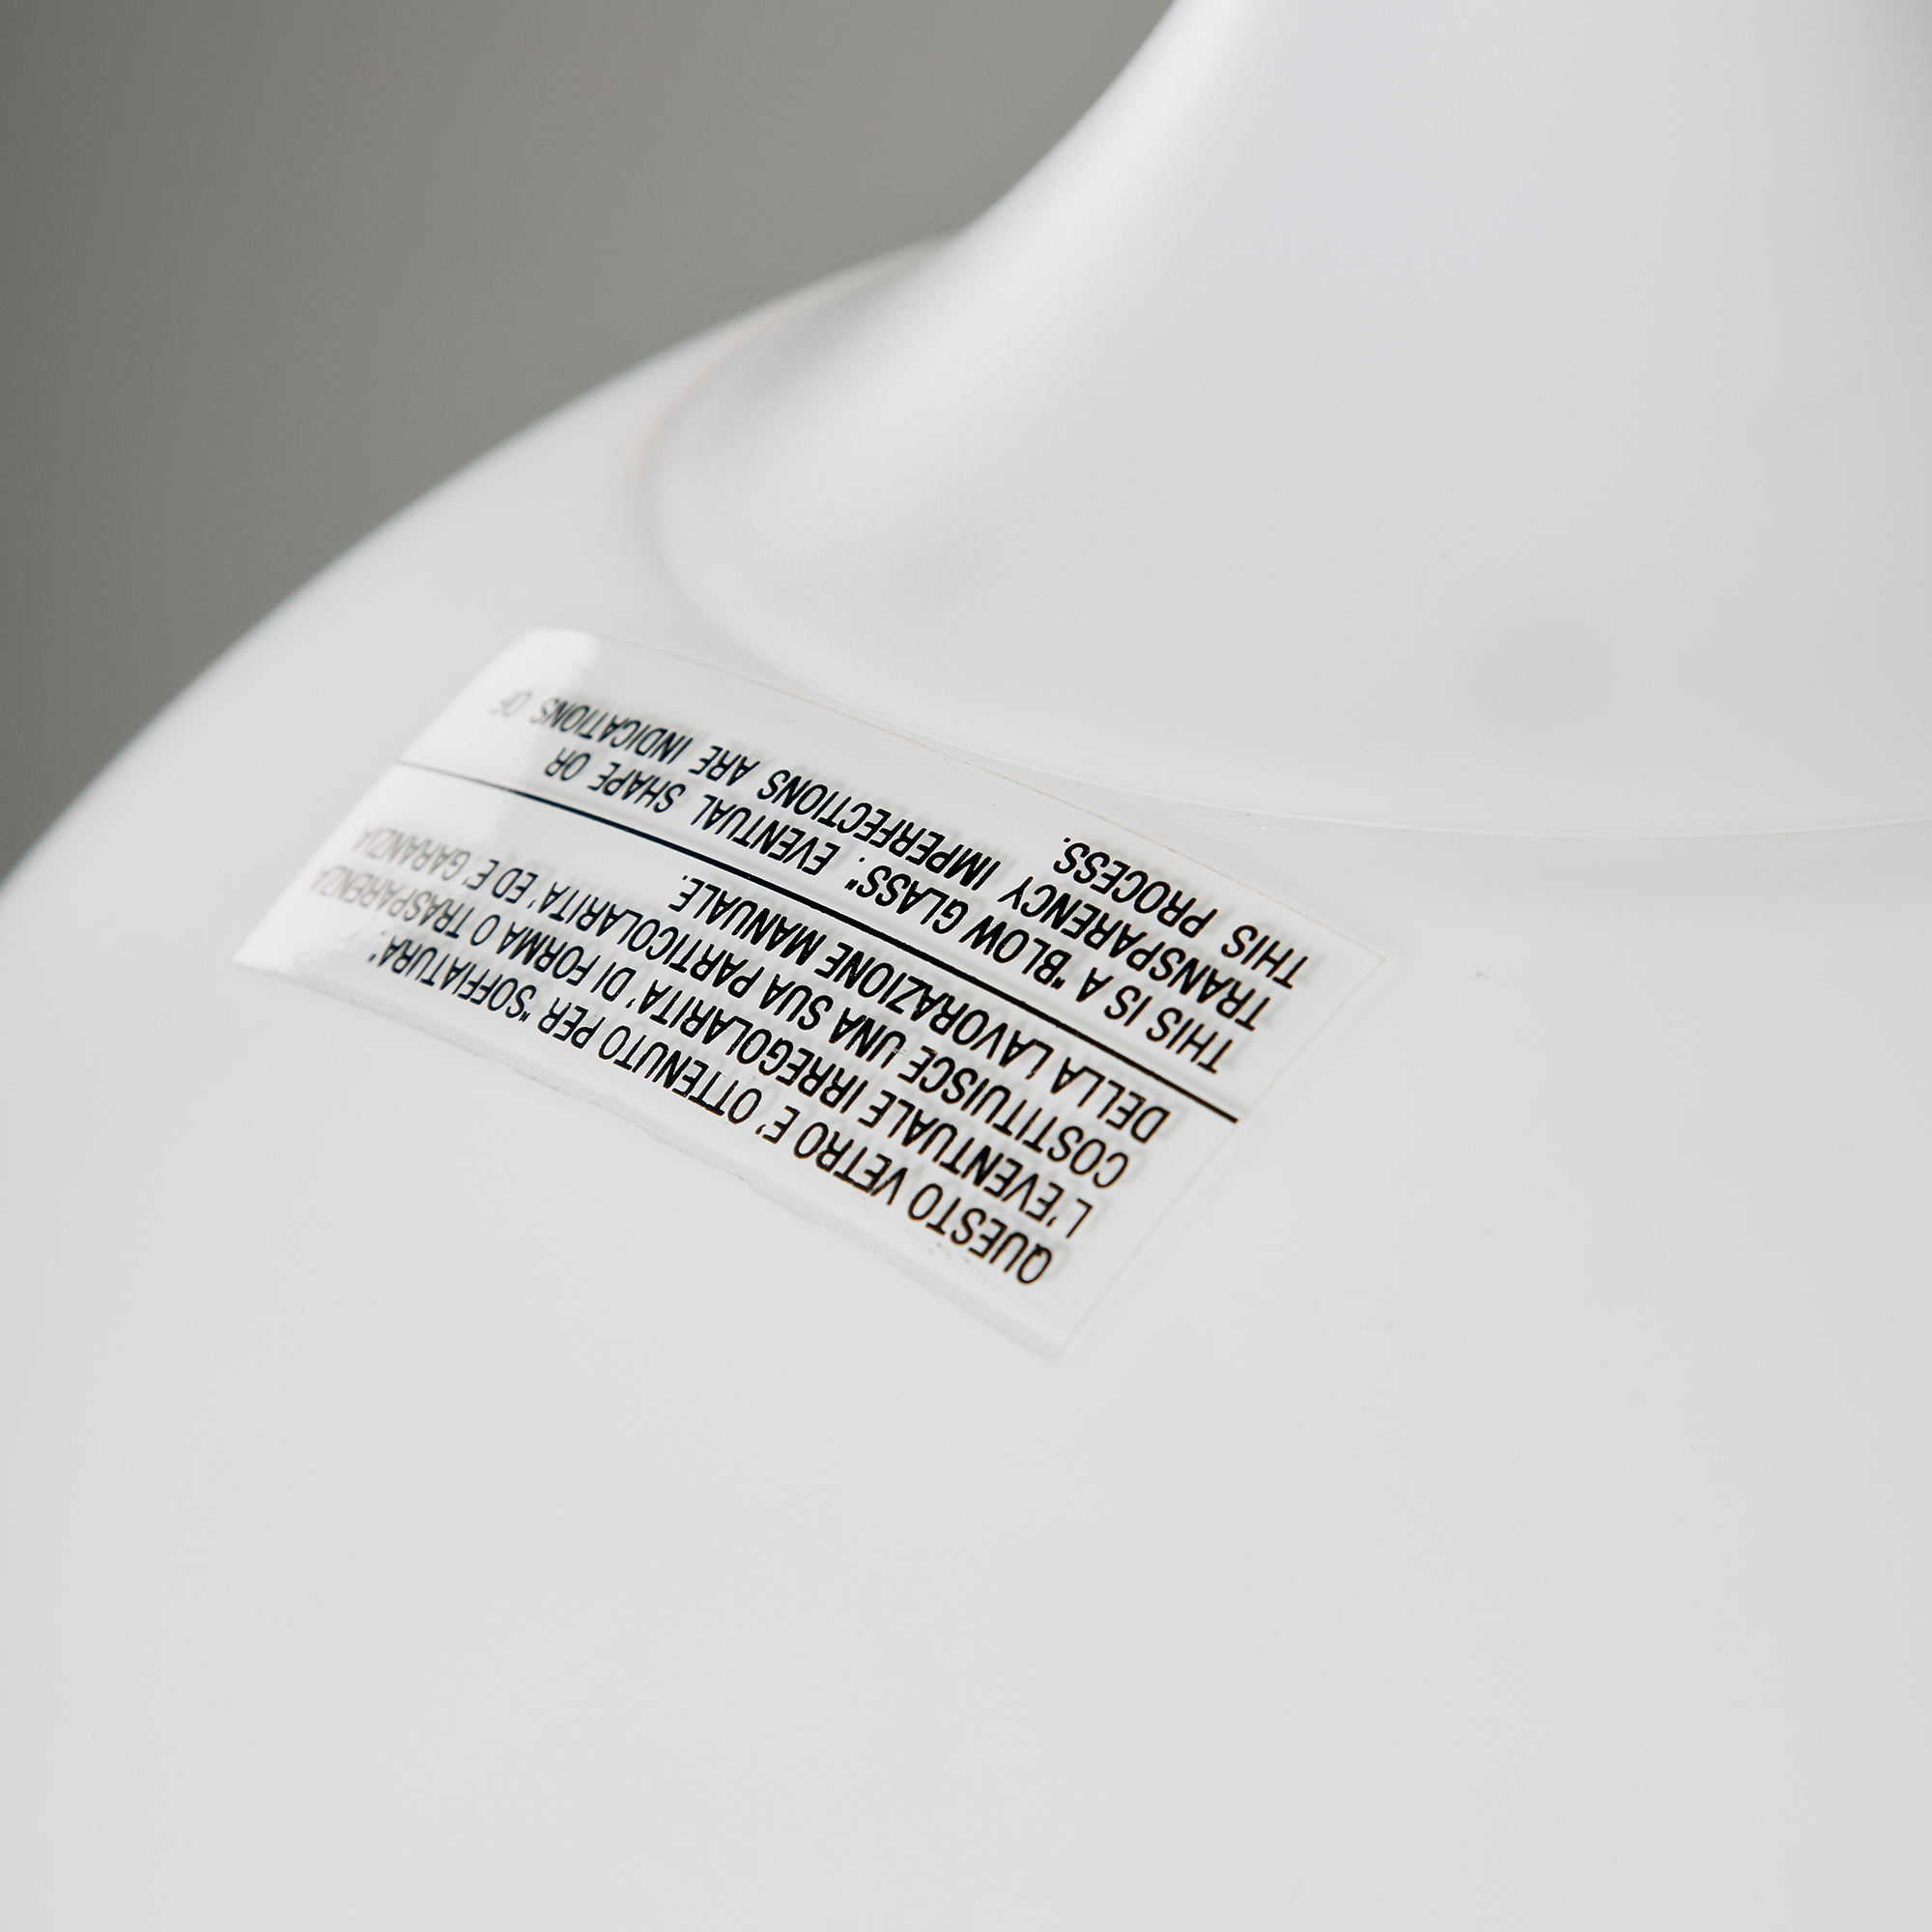 QUESTO VETRO E' OTTENUTO PER "SOFFIATURA".
L'EVENTUALE IRREGOLARITA' DI FORMA O TRASPARENZA
COSTITUISCE UNA SUA PARTICOLARITA' ED E' GARANZIA
DELLA LAVORAZIONE MANUALE.
THIS IS A "BLOW GLASS". EVENTUAL SHAPE OR
TRANSPARENCY IMPERFECTIONS ARE INDICATIONS OF
THIS PROCESS.